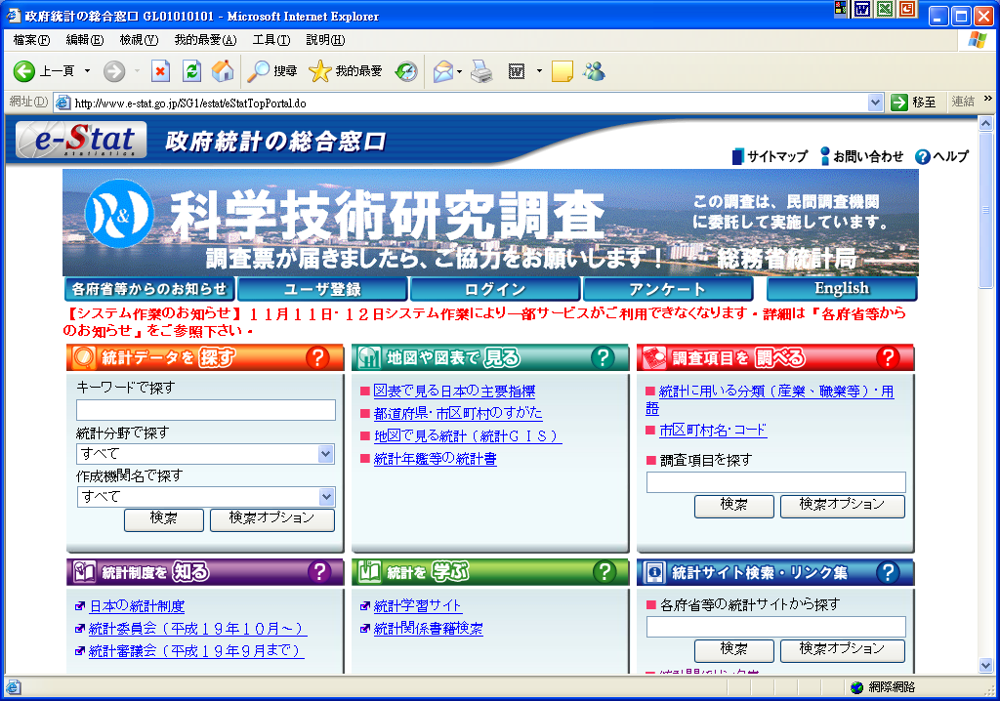 政府統計の総合窓口 GL01010101 - Microsoft Internet Explorer
檔案(F) 編輯(E) 檢視(V) 我的最愛(A) 工具(T) 說明(H)
上一頁 搜尋 我的最愛
網址(D) http://www.e-stat.go.jp/SG1/estat/eStatTopPortal.do 移至 連結 »
e-Stat 政府統計の総合窓口
statistics
サイトマップ お問い合わせ ヘルプ
R&D 科学技術研究調査
この調査は、民間調査機関
に委託して実施しています。
調査票が届きましたら、ご協力をお願いします! 総務省統計局
各府省等からのお知らせ ユーザ登録 ログイン アンケート English
【システム作業のお知らせ】１１月１１日・１２日システム作業により一部サービスがご利用できなくなります。詳細は『各府省等から
のお知らせ』をご参照下さい。
統計データを 探す ?
キーワードで探す
統計分野で探す
すべて
作成機関名で探す
すべて
検索 検索オプション
地図や図表で 見る ?
図表で見る日本の主要指標
都道府県・市区町村のすがた
地図で見る統計（統計ＧＩＳ）
統計年鑑等の統計書
調査項目を 調べる ?
統計に用いる分類（産業、職業等）・用
語
市区町村名・コード
調査項目を探す
検索 検索オプション
統計制度を 知る ?
日本の統計制度
統計委員会（平成１９年１０月～）
統計審議会（平成１９年９月まで）
統計を 学ぶ ?
統計学習サイト
統計関係書籍検索
統計サイト検索・リンク集 ?
各府省等の統計サイトから探す
検索 検索オプション
網際網路